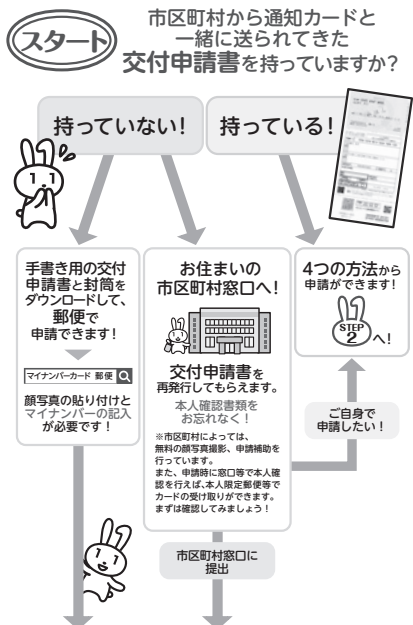 スタート
市区町村から通知カードと
一緒に送られてきた
交付申請書を持っていますか?
持っていない!
持っている!
手書き用の交付
申請書と封筒を
ダウンロードして、
郵便で
申請できます!
マイナンバーカード 郵便
顔写真の貼り付けと
マイナンバーの記入
が必要です!
お住まいの
市区町村窓口へ!
交付申請書を
再発行してもらえます。
本人確認書類を
お忘れなく!
※市区町村によっては、
無料の顔写真撮影、申請補助を
行っています。
また、申請時に窓口等で本人確
認を行えば、本人限定郵便等で
カードの受け取りができます。
まずは確認してみましょう!
4つの方法から
申請ができます!
STEP
2 へ!
ご自身で
申請したい!
市区町村窓口に
提出